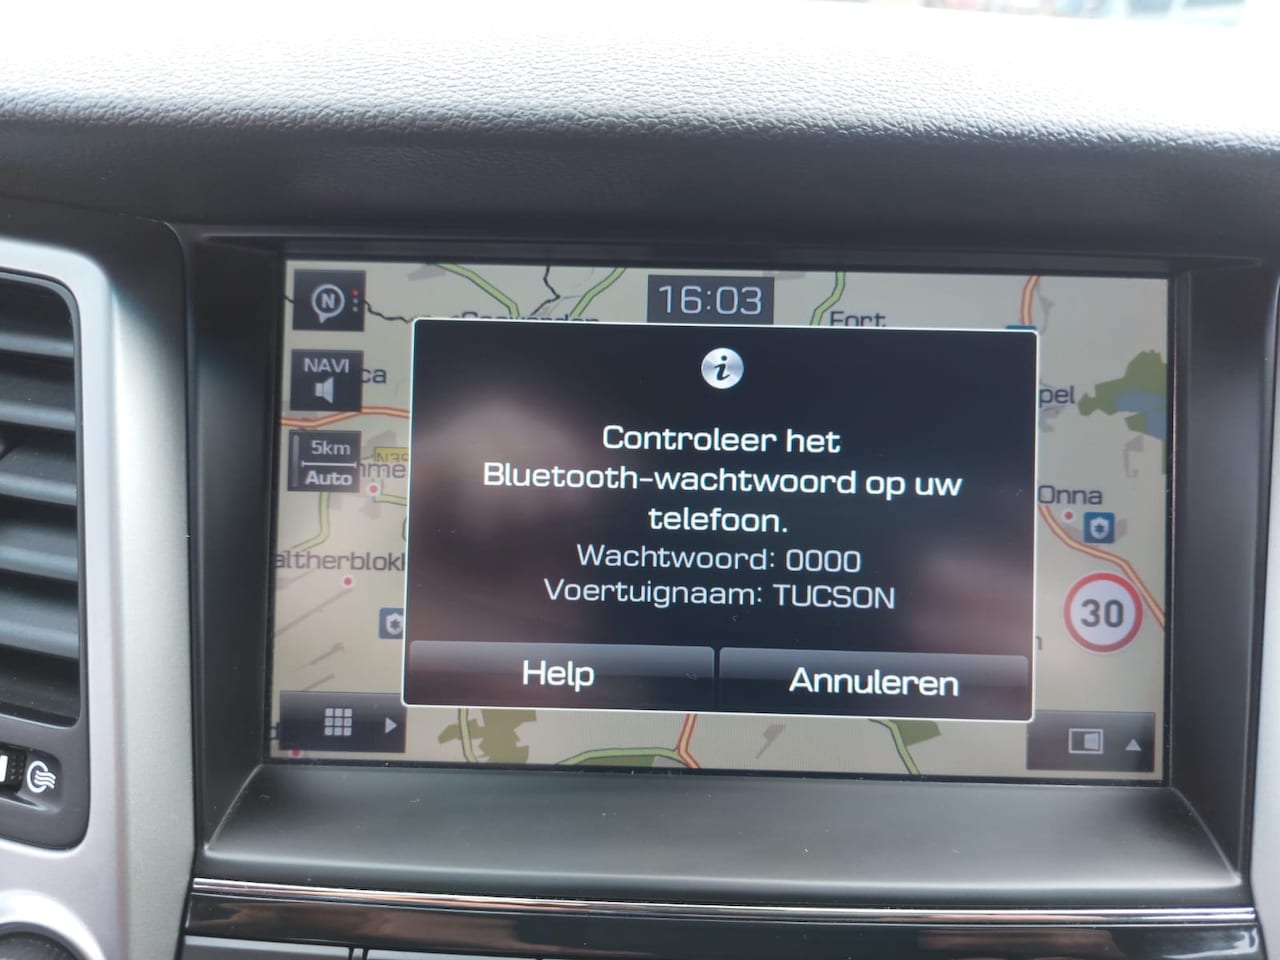 N
16:03
Fort
NAVI
5km
Auto
Controleer het
Bluetooth-wachtwoord op uw
telefoon.
Wachtwoord: 0000
Voertuignaam: TUCSON
Help
Annuleren
Onna
30